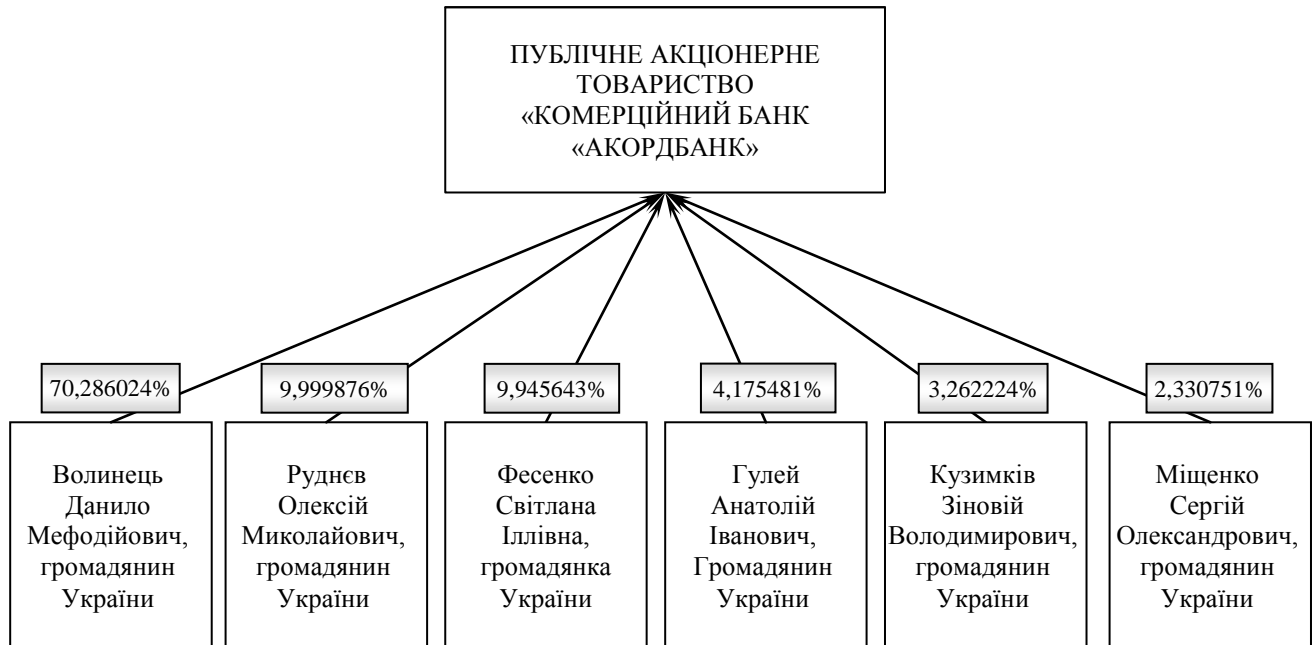 ПУБЛІЧНЕ АКЦІОНЕРНЕ
ТОВАРИСТВО
«КОМЕРЦІЙНИЙ БАНК
«АКОРДБАНК»
70,286024%
9,999876%
9,945643%
4,175481%
3,262224%
2,330751%
Волинець
Данило
Мефодійович,
громадянин
України
Руднєв
Олексій
Миколайович,
громадянин
України
Фесенко
Світлана
Іллівна,
громадянка
України
Гулей
Анатолій
Іванович,
Громадянин
України
Кузимків
Зіновій
Володимирович,
громадянин
України
Міщенко
Сергій
Олександрович,
громадянин
України